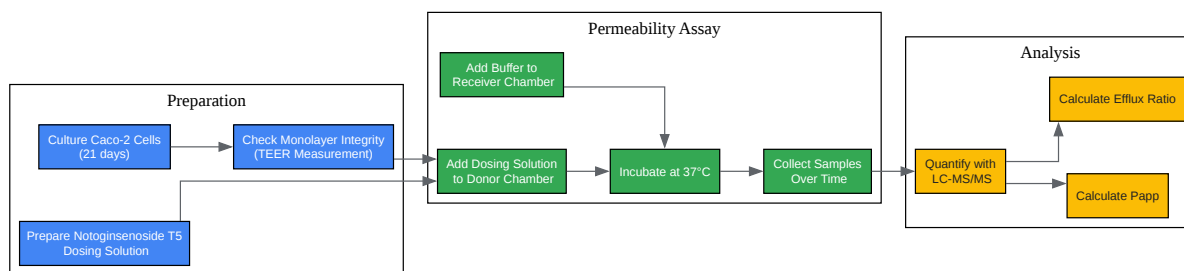 Preparation
Culture Caco-2 Cells
(21 days)
Check Monolayer Integrity
(TEER Measurement)
Prepare Notoginsenoside T5
Dosing Solution
Permeability Assay
Add Buffer to
Receiver Chamber
Add Dosing Solution
to Donor Chamber
Incubate at 37°C
Collect Samples
Over Time
Analysis
Quantify with
LC-MS/MS
Calculate Efflux Ratio
Calculate Papp